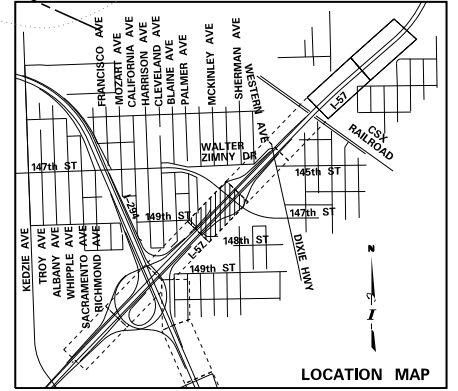 FRANCISCO AVE
MOZART AVE
CALIFORNIA AVE
HARRISON AVE
CLEVELAND AVE
BLAINE AVE
PALMER AVE
MCKINLEY AVE
SHERMAN AVE
WESTERN AVE
I-57
CSX
RAILROAD
WALTER
ZIMNY DR
147th ST
145th ST
I-294
149th ST
147th ST
I-57
148th ST
149th ST
DIXIE HWY
KEDZIE AVE
TROY AVE
ALBANY AVE
WHIPPLE AVE
SACRAMENTO AVE
RICHMOND AVE
N
LOCATION MAP